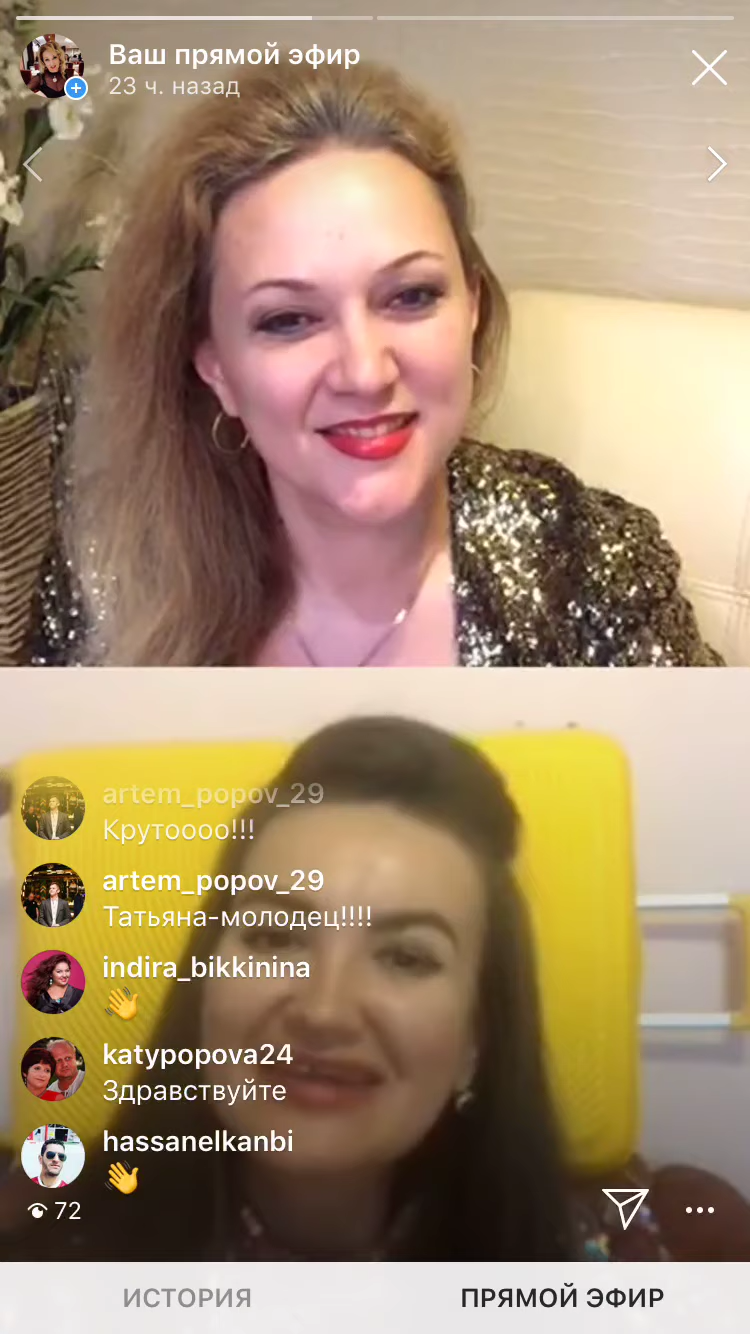 Ваш прямой эфир
23 ч. назад
artem_popov_29
Крутоооо!!!
artem_popov_29
Татьяна-молодец!!!!
indira_bikkinina
👋
katypopova24
Здравствуйте
hassanelkanbi
👋
72
ИСТОРИЯ
ПРЯМОЙ ЭФИР